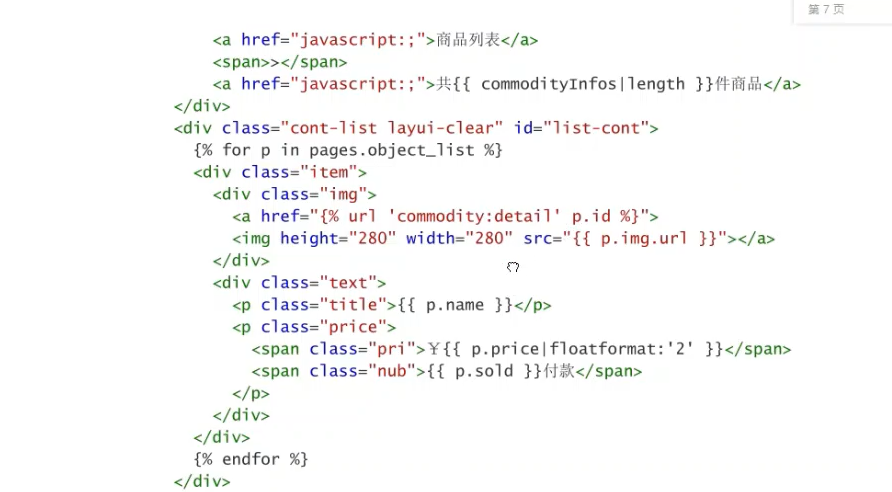 第 7 页
<a href="javascript:;">商品列表</a>
<span>></span>
<a href="javascript:;">共{{ commodityInfos|length }}件商品</a>
</div>
<div class="cont-list layui-clear" id="list-cont">
{% for p in pages.object_list %}
<div class="item">
<div class="img">
<a href="{% url 'commodity:detail' p.id %}">
<img height="280" width="280" src="{{ p.img.url }}"></a>
</div>
<div class="text">
<p class="title">{{ p.name }}</p>
<p class="price">
<span class="pri">￥{{ p.price|floatformat:'2' }}</span>
<span class="nub">{{ p.sold }}付款</span>
</p>
</div>
</div>
{% endfor %}
</div>